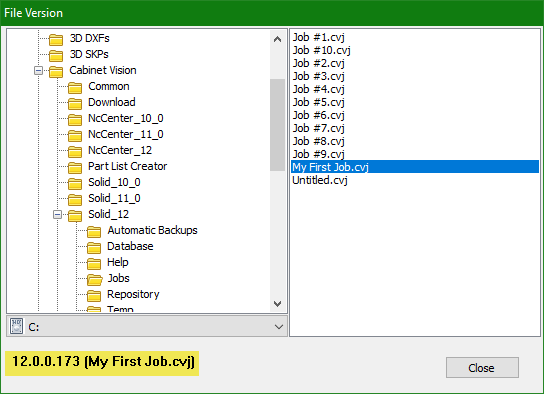 File Version
3D DXFs
3D SKPs
Cabinet Vision
Common
Download
NcCenter_10_0
NcCenter_11_0
NcCenter_12
Part List Creator
Solid_10_0
Solid_11_0
Solid_12
Automatic Backups
Database
Help
Jobs
Repository
Temp
C:
Job #1.cvj
Job #10.cvj
Job #2.cvj
Job #3.cvj
Job #4.cvj
Job #5.cvj
Job #6.cvj
Job #7.cvj
Job #8.cvj
Job #9.cvj
My First Job.cvj
Untitled.cvj
12.0.0.173 (My First Job.cvj)
Close